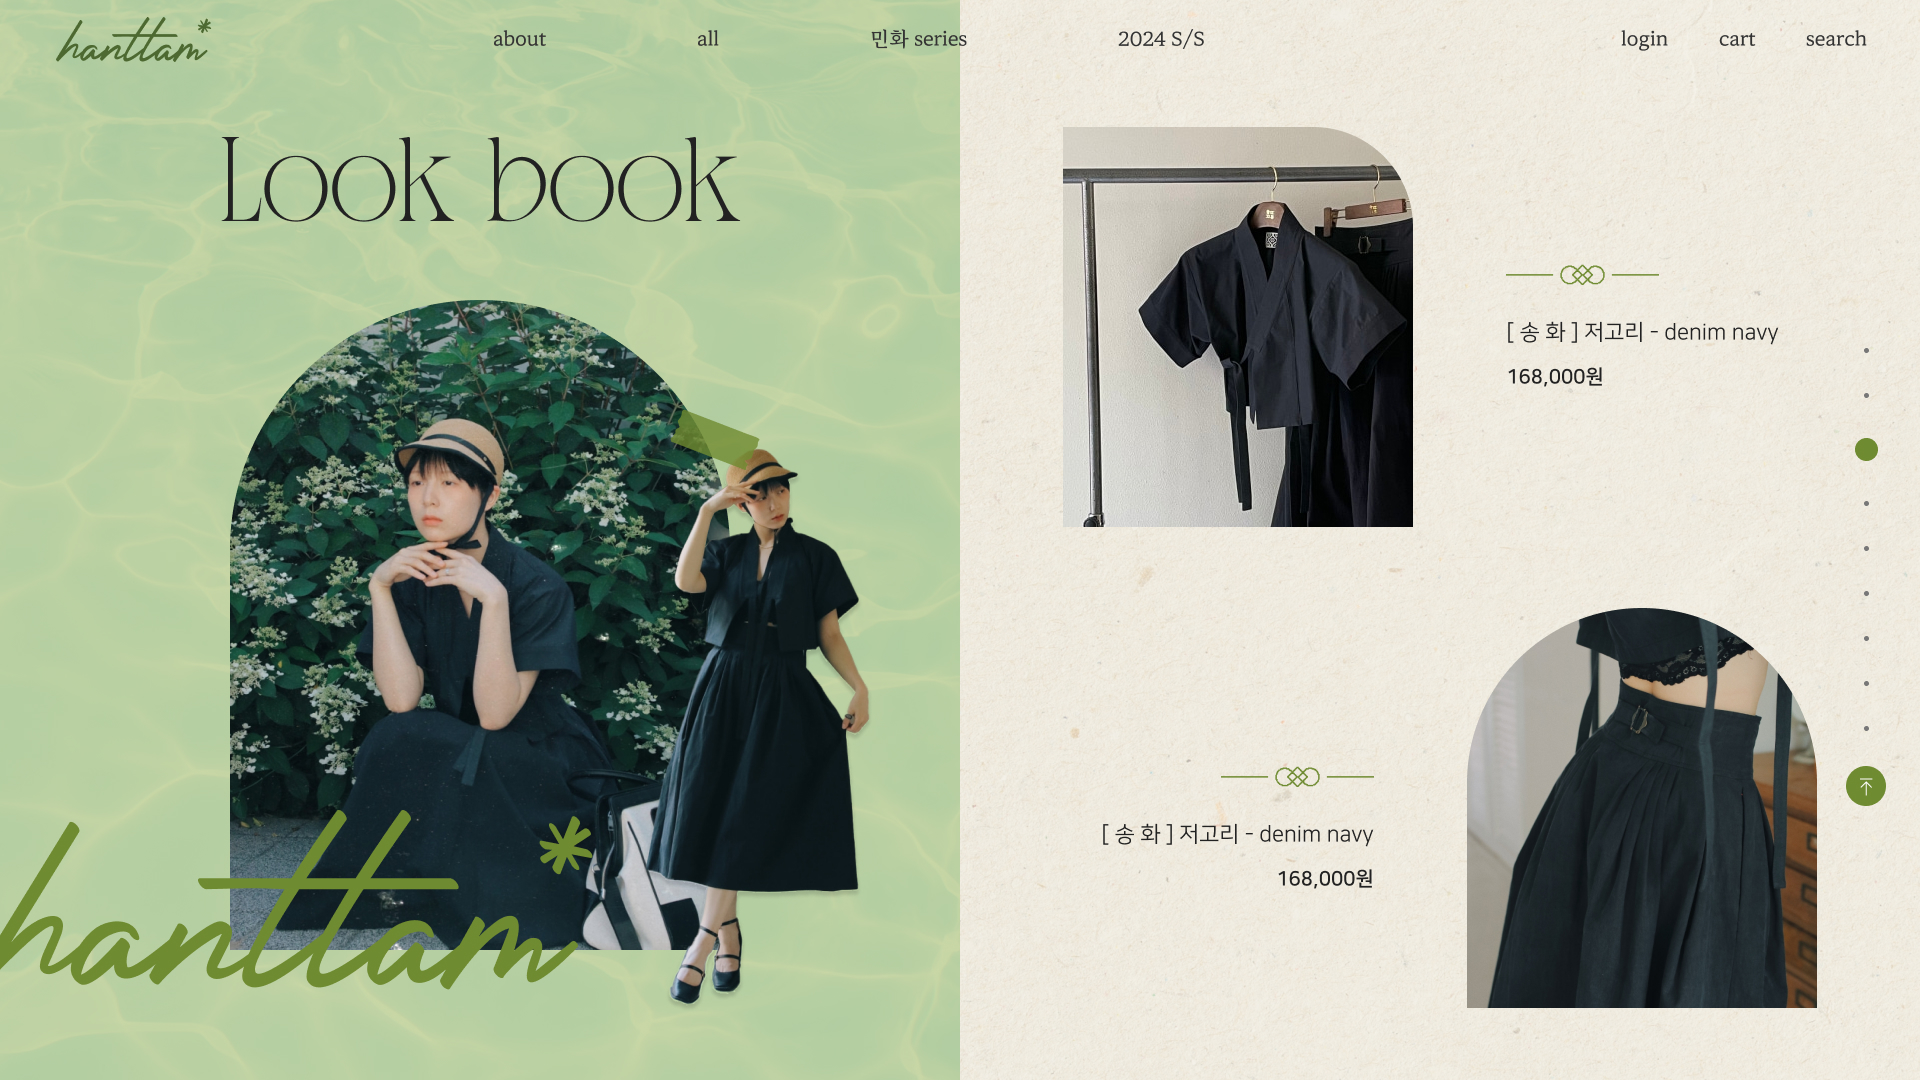 hanttam*
about
all
민화 series
2024 S/S
login
cart
search
Look book
hanttam*
[ 송 화 ] 저고리 - denim navy
168,000원
[ 송 화 ] 저고리 - denim navy
168,000원